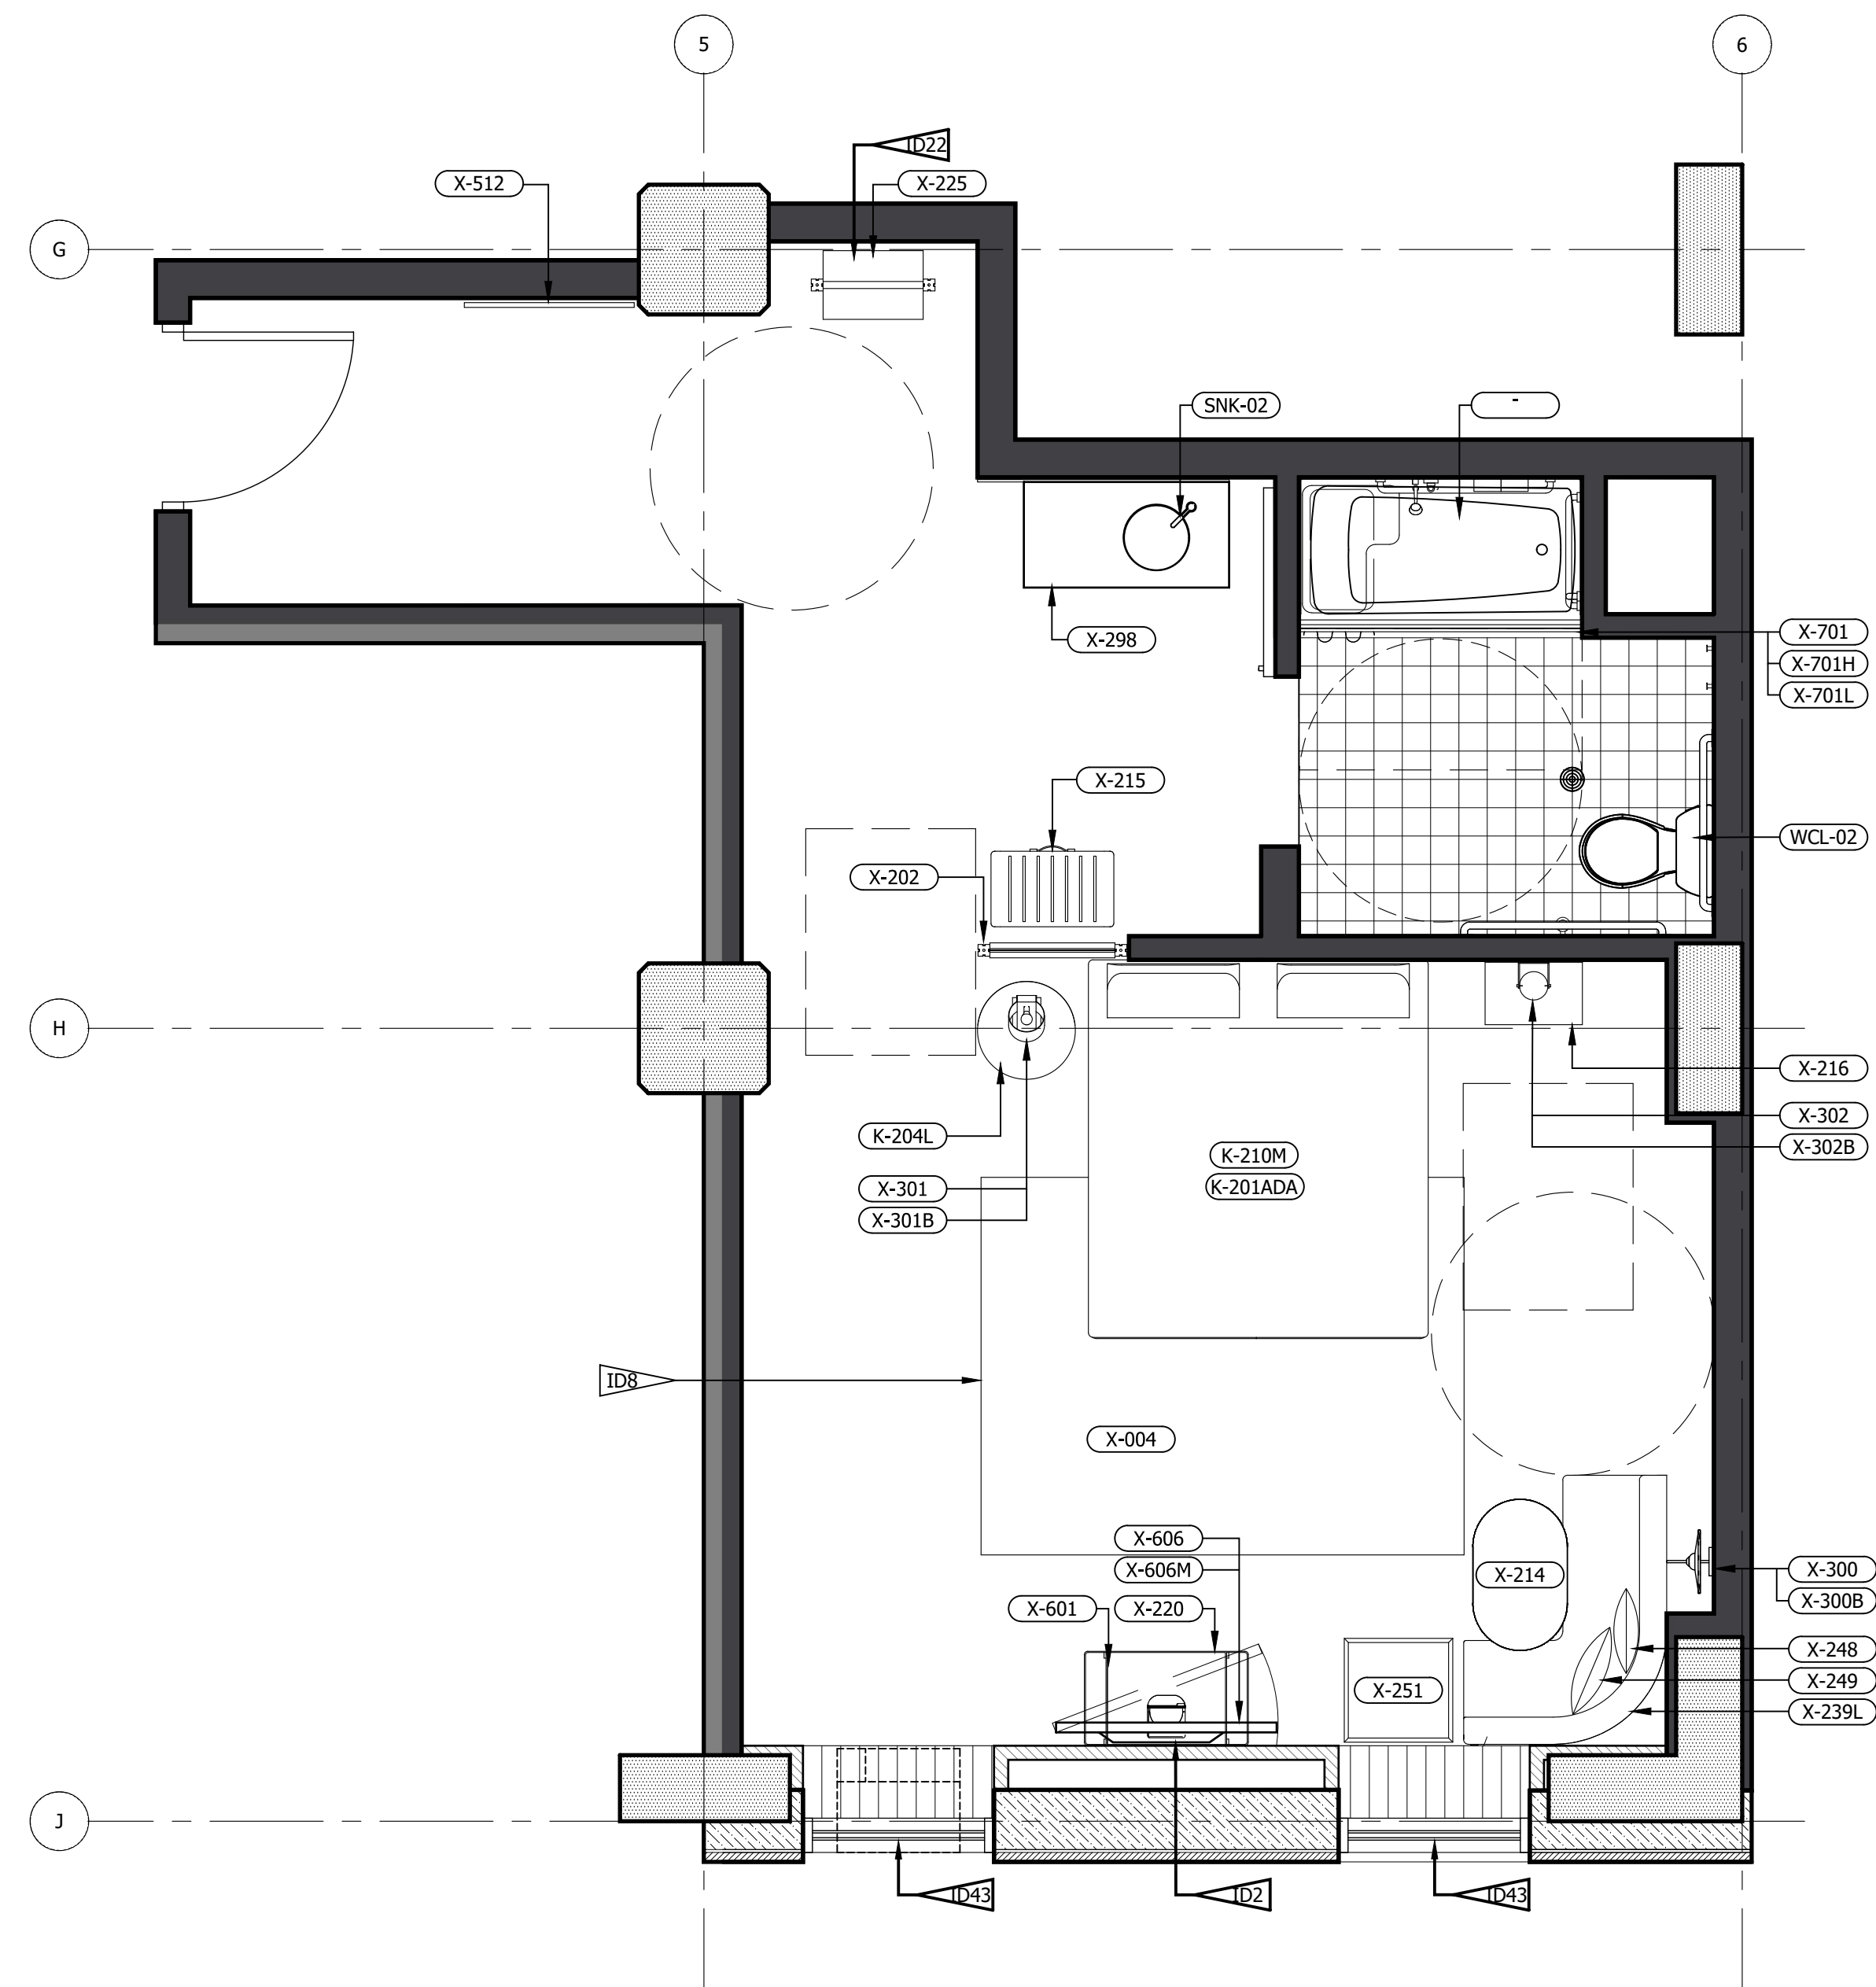 5
6
ID22
X-512
X-225
G
SNK-02
-
X-298
X-701
X-701H
X-701L
X-215
WCL-02
X-202
H
X-216
X-302
X-302B
K-204L
K-210M
K-201ADA
X-301
X-301B
ID8
X-004
X-606
X-606M
X-214
X-300
X-300B
X-601
X-220
X-248
X-249
X-251
X-239L
J
ID43
ID2
ID43